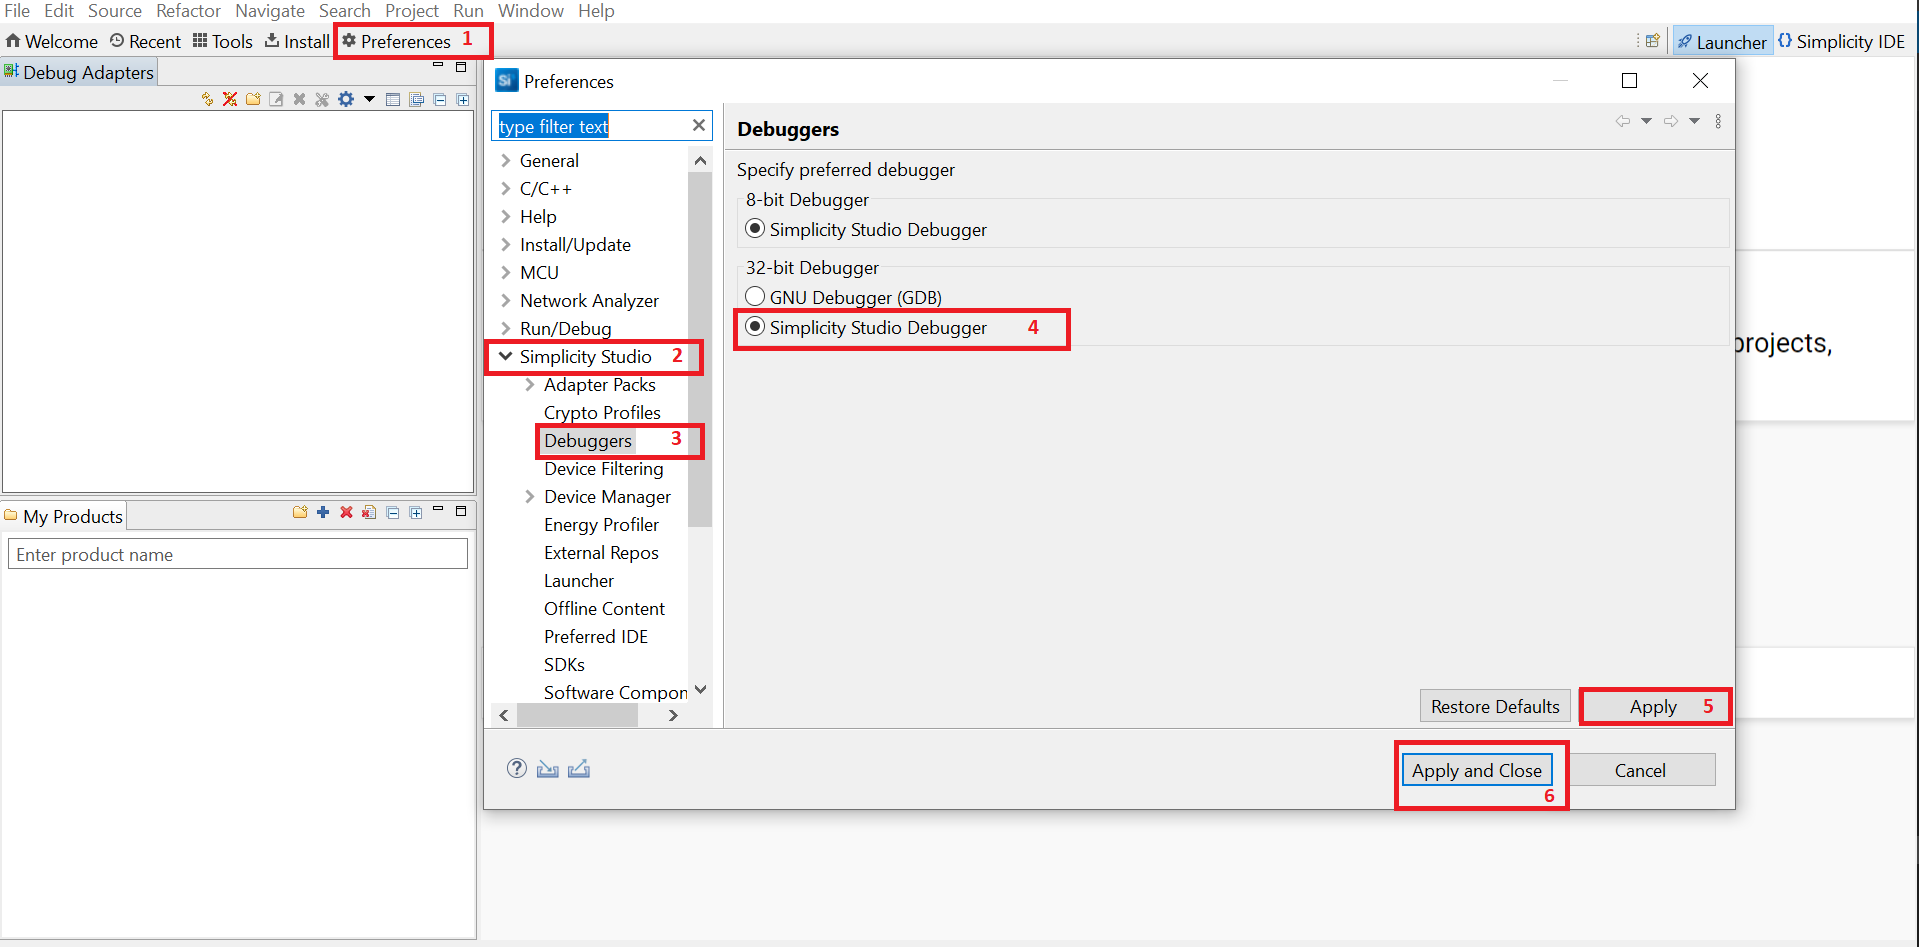 File Edit Source Refactor Navigate Search Project Run Window Help
Welcome Recent Tools Install Preferences 1 Launcher {} Simplicity IDE
Debug Adapters
My Products
Enter product name
Si Preferences
type filter text
General
C/C++
Help
Install/Update
MCU
Network Analyzer
Run/Debug
Simplicity Studio 2
Adapter Packs
Crypto Profiles
Debuggers 3
Device Filtering
Device Manager
Energy Profiler
External Repos
Launcher
Offline Content
Preferred IDE
SDKs
Software Compon
Debuggers
Specify preferred debugger
8-bit Debugger
Simplicity Studio Debugger
32-bit Debugger
GNU Debugger (GDB)
Simplicity Studio Debugger 4
Restore Defaults Apply 5
? Apply and Close Cancel
6
projects,